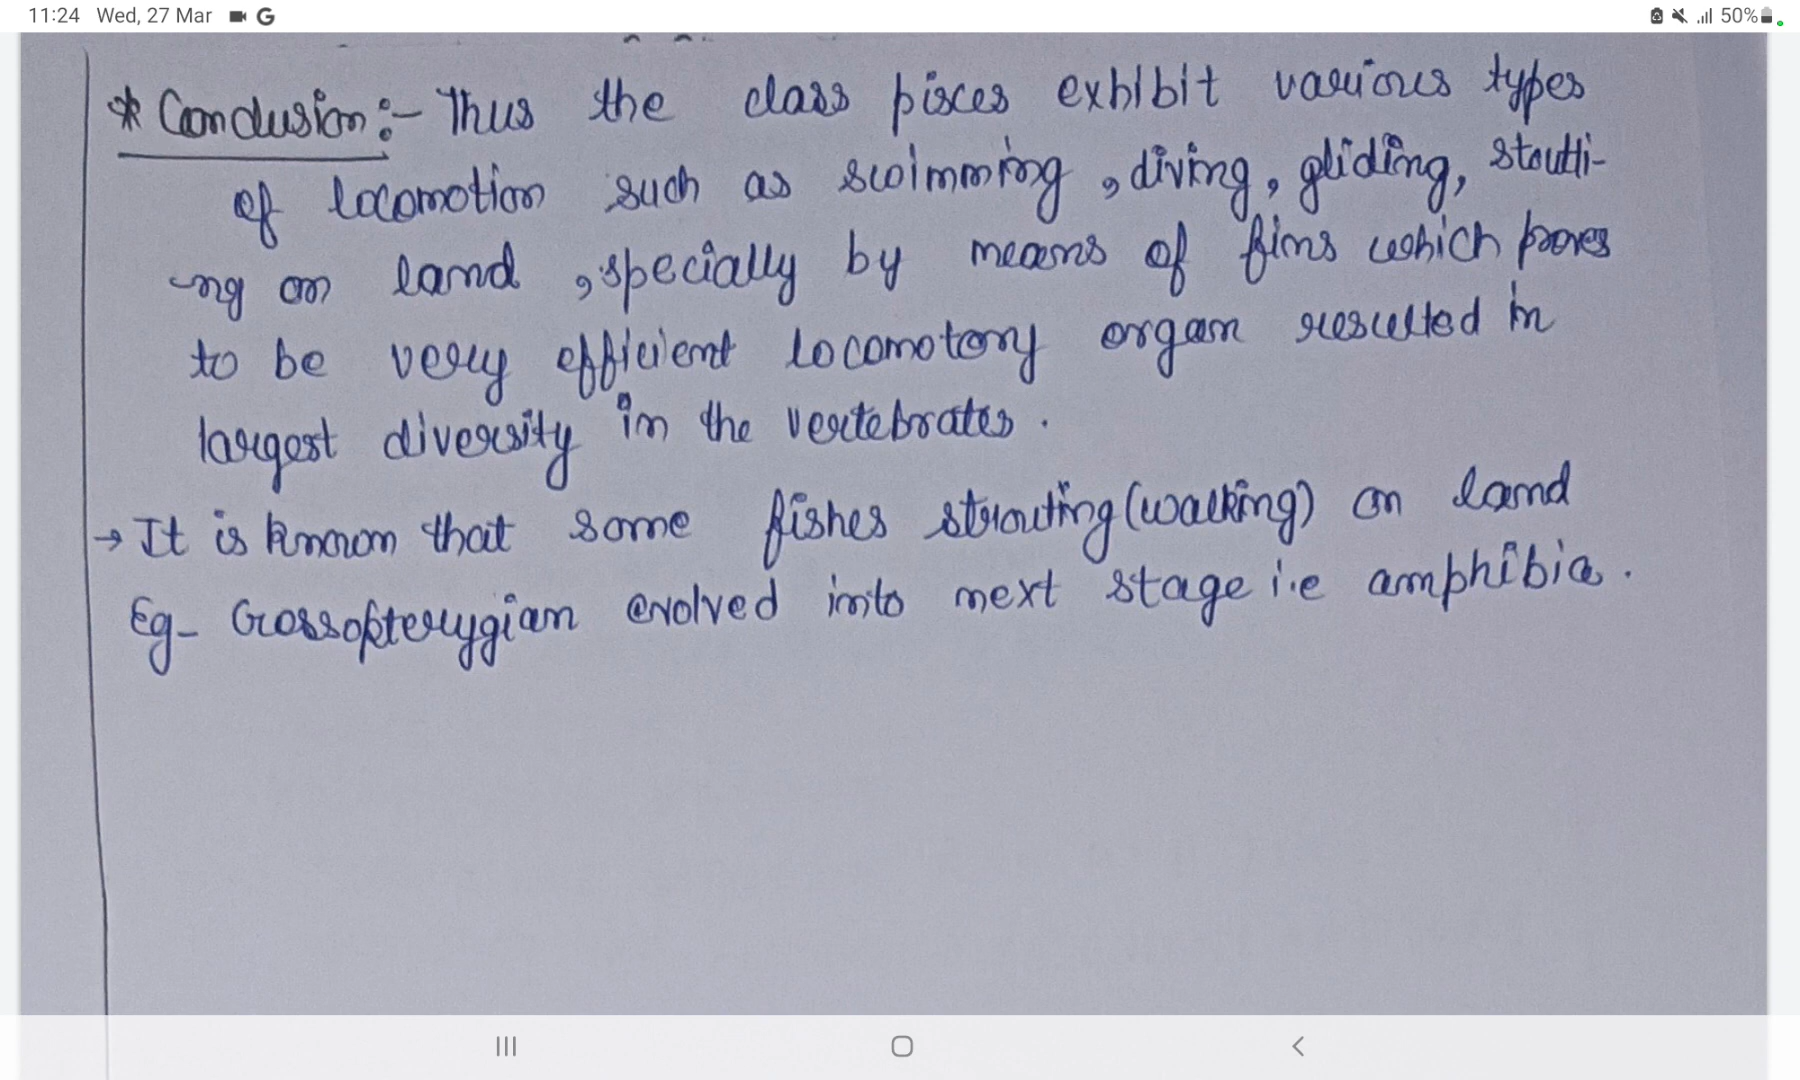 11:24 Wed, 27 Mar G 50%
* Conclusion:- Thus the class pisces exhibit various types
of locomotion such as swimming, diving, gliding, stoutti-
ng on land, specially by means of fins which proves
to be very efficient locomotory organ resulted in
largest diversity in the vertebrates.
→ It is known that some fishes strouting (walking) on land
Eg- Crossopterygian evolved into next stage i.e amphibia.